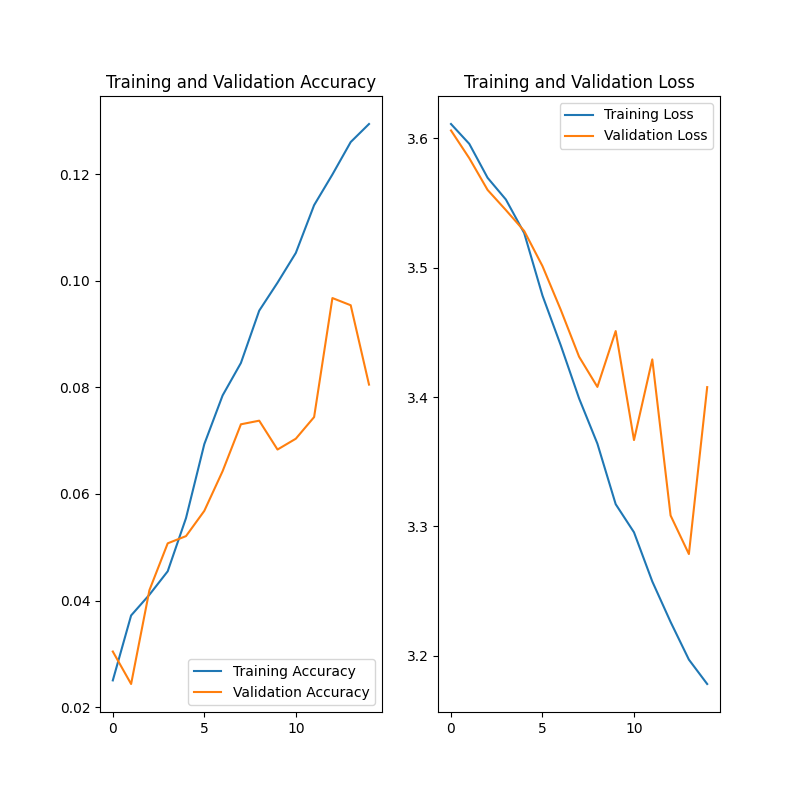 Training and Validation Accuracy
0.12
0.10
0.08
0.06
0.04
0.02
0
5
10
Training Accuracy
Validation Accuracy
Training and Validation Loss
Training Loss
Validation Loss
3.6
3.5
3.4
3.3
3.2
0
5
10